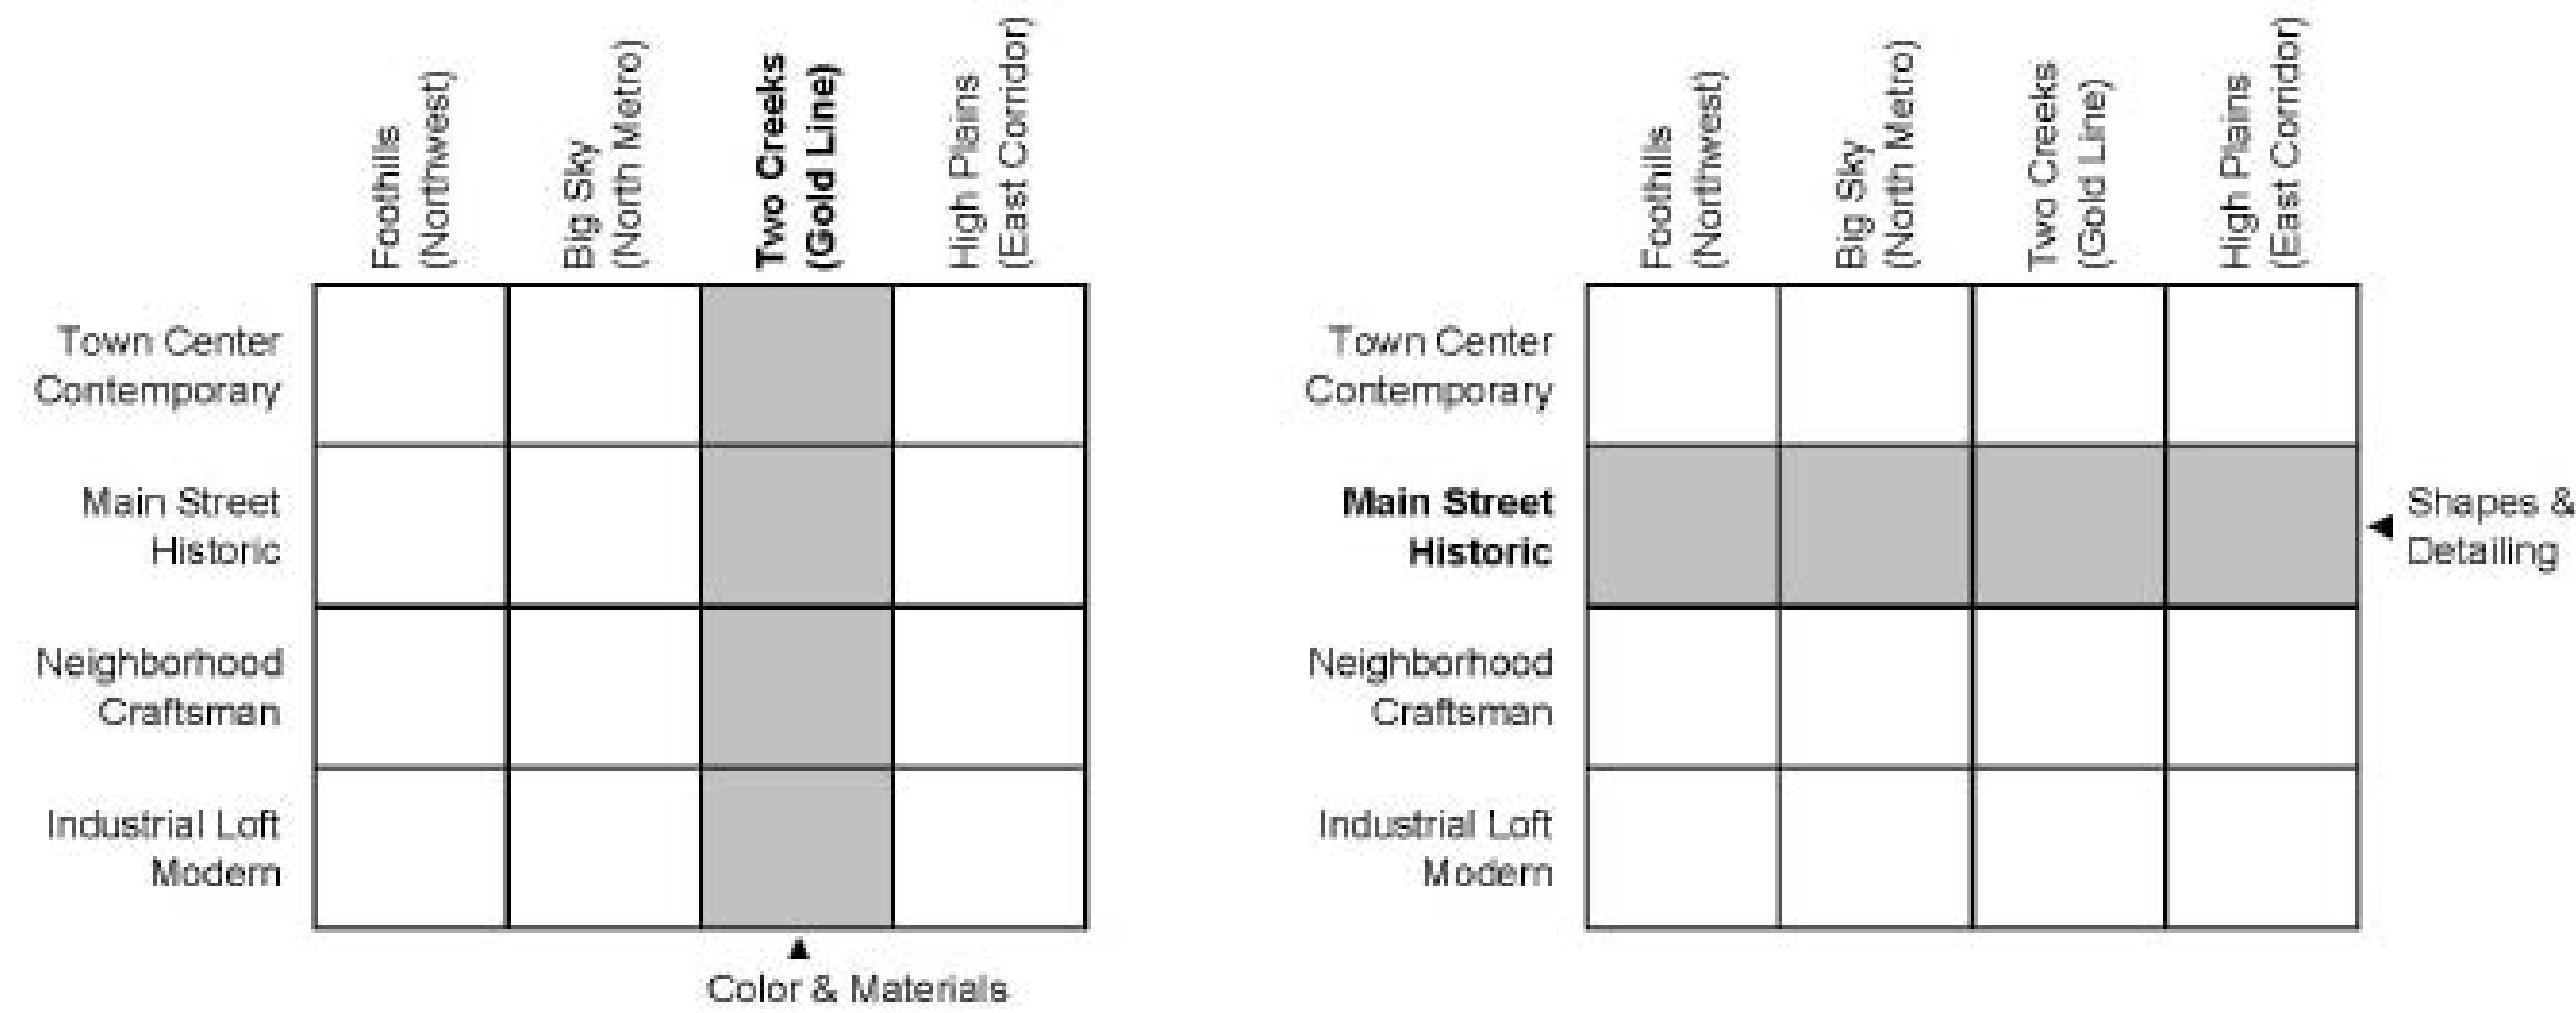 Foothills
(Northwest)
Big Sky
(North Metro)
Two Creeks
(Gold Line)
High Plains
(East Corridor)
Town Center
Contemporary
Main Street
Historic
Neighborhood
Craftsman
Industrial Loft
Modern
Color & Materials
Foothills
(Northwest)
Big Sky
(North Metro)
Two Creeks
(Gold Line)
High Plains
(East Corridor)
Town Center
Contemporary
Main Street
Historic
Neighborhood
Craftsman
Industrial Loft
Modern
Shapes &
Detailing